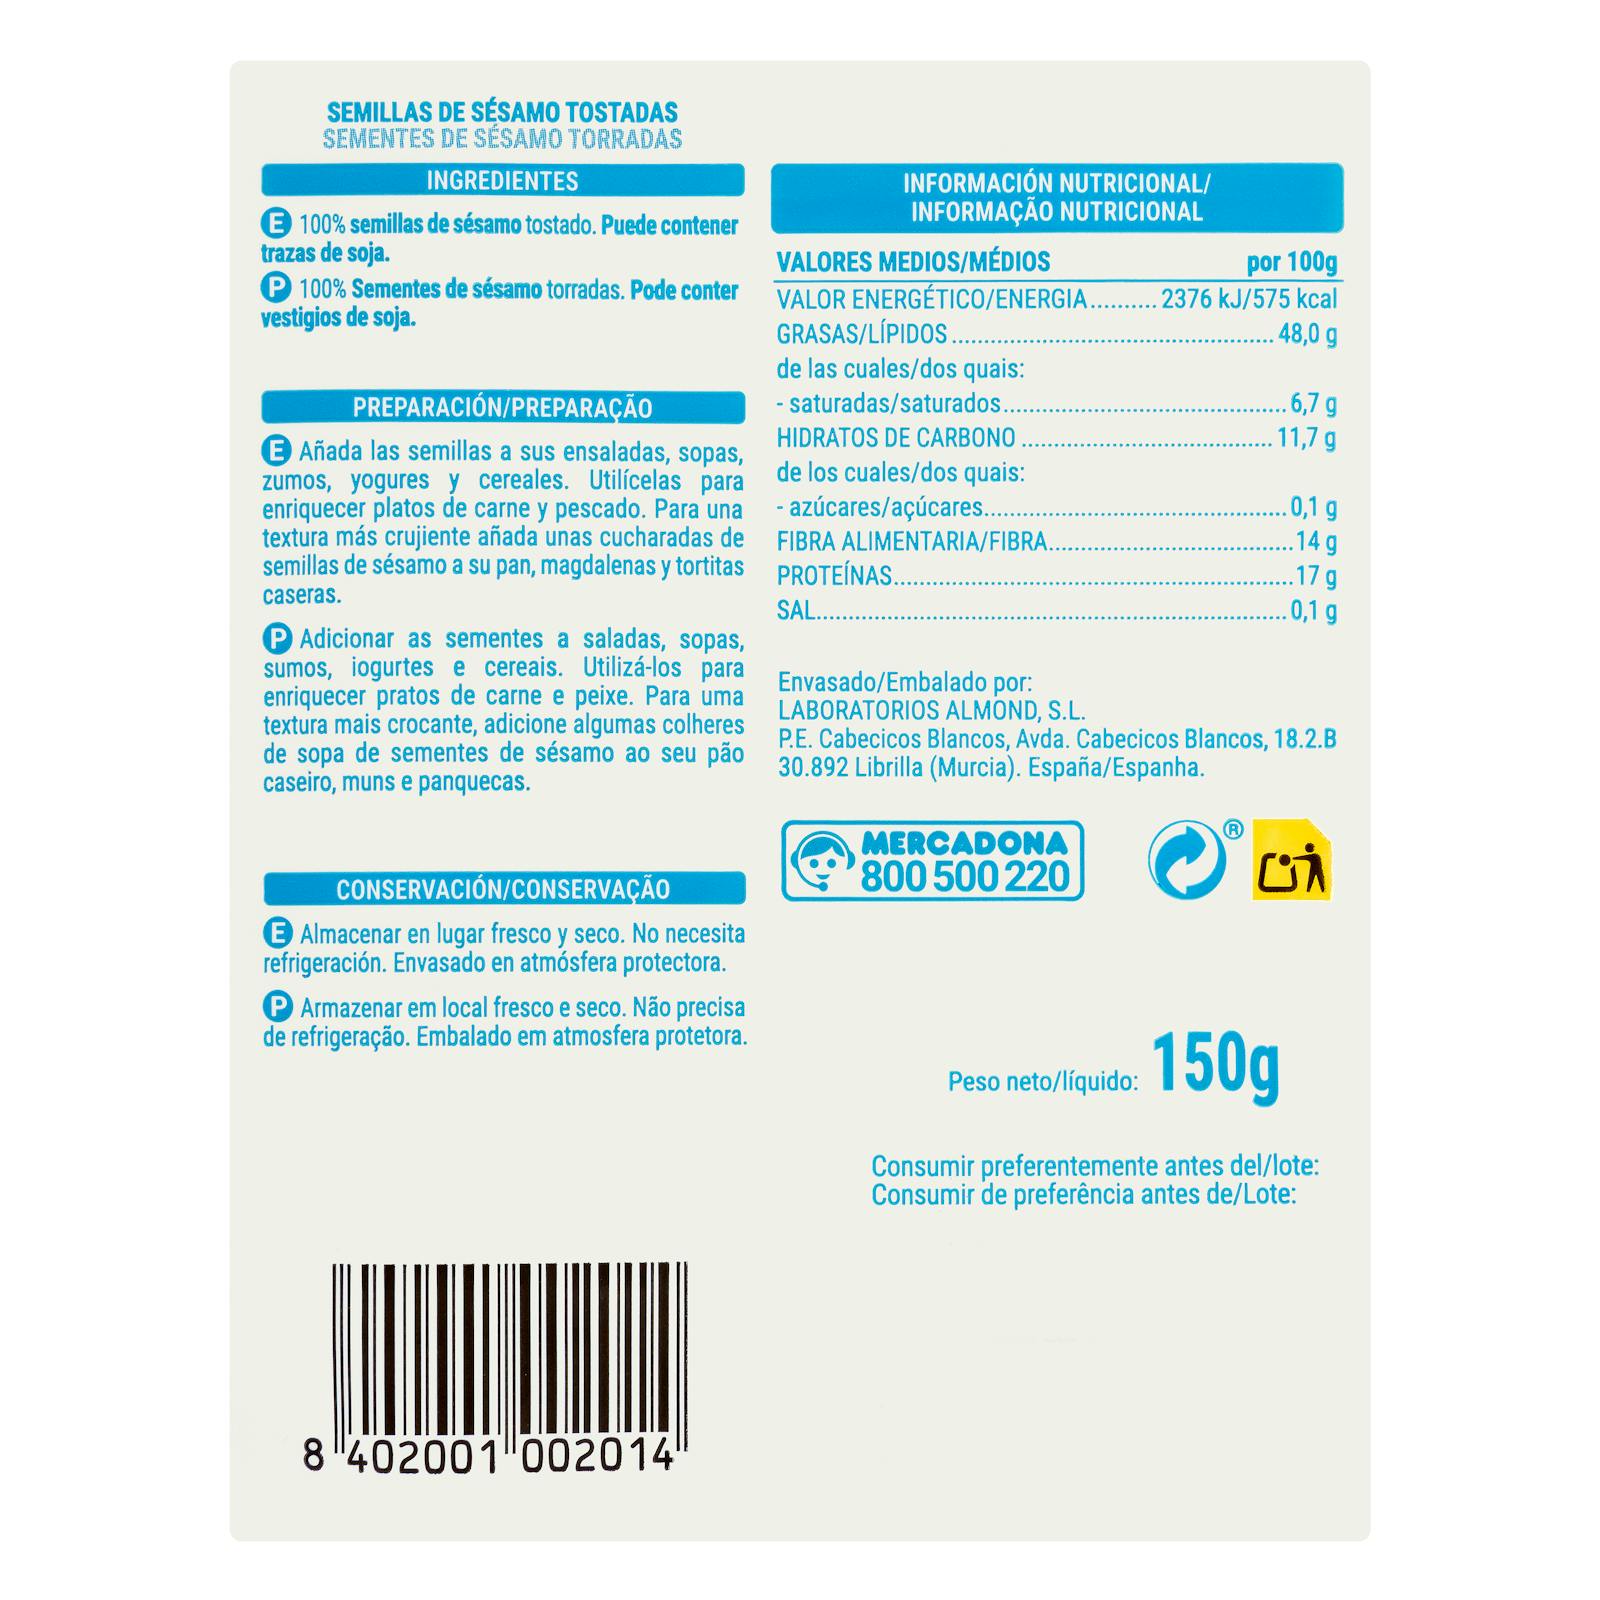 SEMILLAS DE SÉSAMO TOSTADAS
SEMENTES DE SÉSAMO TORRADAS
INGREDIENTES
E 100% semillas de sésamo tostado. Puede contener
trazas de soja.
P 100% Sementes de sésamo torradas. Pode conter
vestigios de soja.
PREPARACIÓN/PREPARAÇÃO
E Añada las semillas a sus ensaladas, sopas,
zumos, yogures y cereales. Utilícelas para
enriquecer platos de carne y pescado. Para una
textura más crujiente añada unas cucharadas de
semillas de sésamo a su pan, magdalenas y tortitas
caseras.
P Adicionar as sementes a saladas, sopas,
sumos, iogurtes e cereais. Utilizá-los para
enriquecer pratos de carne e peixe. Para uma
textura mais crocante, adicione algumas colheres
de sopa de sementes de sésamo ao seu pão
caseiro, muns e panquecas.
CONSERVACIÓN/CONSERVAÇÃO
E Almacenar en lugar fresco y seco. No necesita
refrigeración. Envasado en atmósfera protectora.
P Armazenar em local fresco e seco. Não precisa
de refrigeração. Embalado em atmosfera protetora.
8 402001 002014
INFORMACIÓN NUTRICIONAL/
INFORMAÇÃO NUTRICIONAL
VALORES MEDIOS/MÉDIOS por 100g
VALOR ENERGÉTICO/ENERGIA.......... 2376 kJ/575 kcal
GRASAS/LÍPIDOS ............................................... 48,0 g
de las cuales/dos quais:
- saturadas/saturados.......................................... 6,7 g
HIDRATOS DE CARBONO ..................................... 11,7 g
de los cuales/dos quais:
- azúcares/açúcares............................................ 0,1 g
FIBRA ALIMENTARIA/FIBRA.................................... 14 g
PROTEÍNAS.......................................................... 17 g
SAL.................................................................... 0,1 g
Envasado/Embalado por:
LABORATORIOS ALMOND, S.L.
P.E. Cabecicos Blancos, Avda. Cabecicos Blancos, 18.2.B
30.892 Librilla (Murcia). España/Espanha.
MERCADONA
800 500 220
®
Peso neto/líquido: 150g
Consumir preferentemente antes del/lote:
Consumir de preferência antes de/Lote: